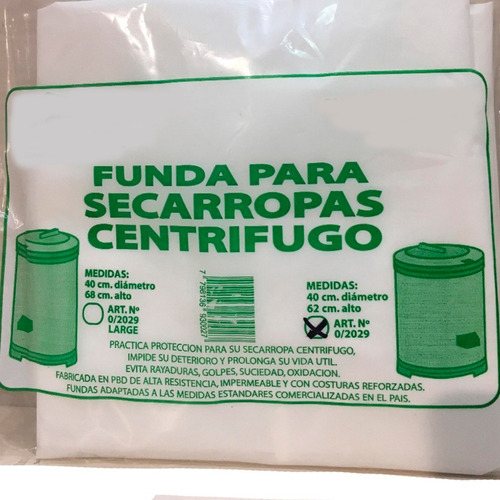 FUNDA PARA
SECARROPAS
CENTRIFUGO
MEDIDAS:
40 cm. diámetro
68 cm. alto
ART. Nº
0/2029
LARGE
MEDIDAS:
40 cm. diámetro
62 cm. alto
ART. Nº
0/2029
PRACTICA PROTECCION PARA SU SECARROPA CENTRIFUGO,
IMPIDE SU DETERIORO Y PROLONGA SU VIDA UTIL.
EVITA RAYADURAS, GOLPES, SUCIEDAD, OXIDACION.
FABRICADA EN PBD DE ALTA RESISTENCIA, IMPERMEABLE Y CON COSTURAS REFORZADAS.
FUNDAS ADAPTADAS A LAS MEDIDAS ESTANDARES COMERCIALIZADAS EN EL PAIS.